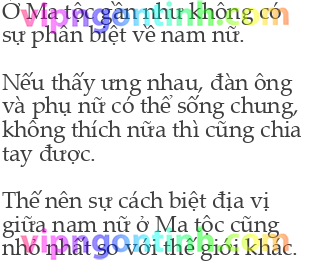 Ở Ma tộc gần như không có
sự phân biệt về nam nữ.
Nếu thấy ưng nhau, đàn ông
và phụ nữ có thể sống chung,
không thích nữa thì cũng chia
tay được.
Thế nên sự cách biệt địa vị
giữa nam nữ ở Ma tộc cũng
nhỏ nhất so với thế giới khác.
vipngontinh.com
vipngontinh.com